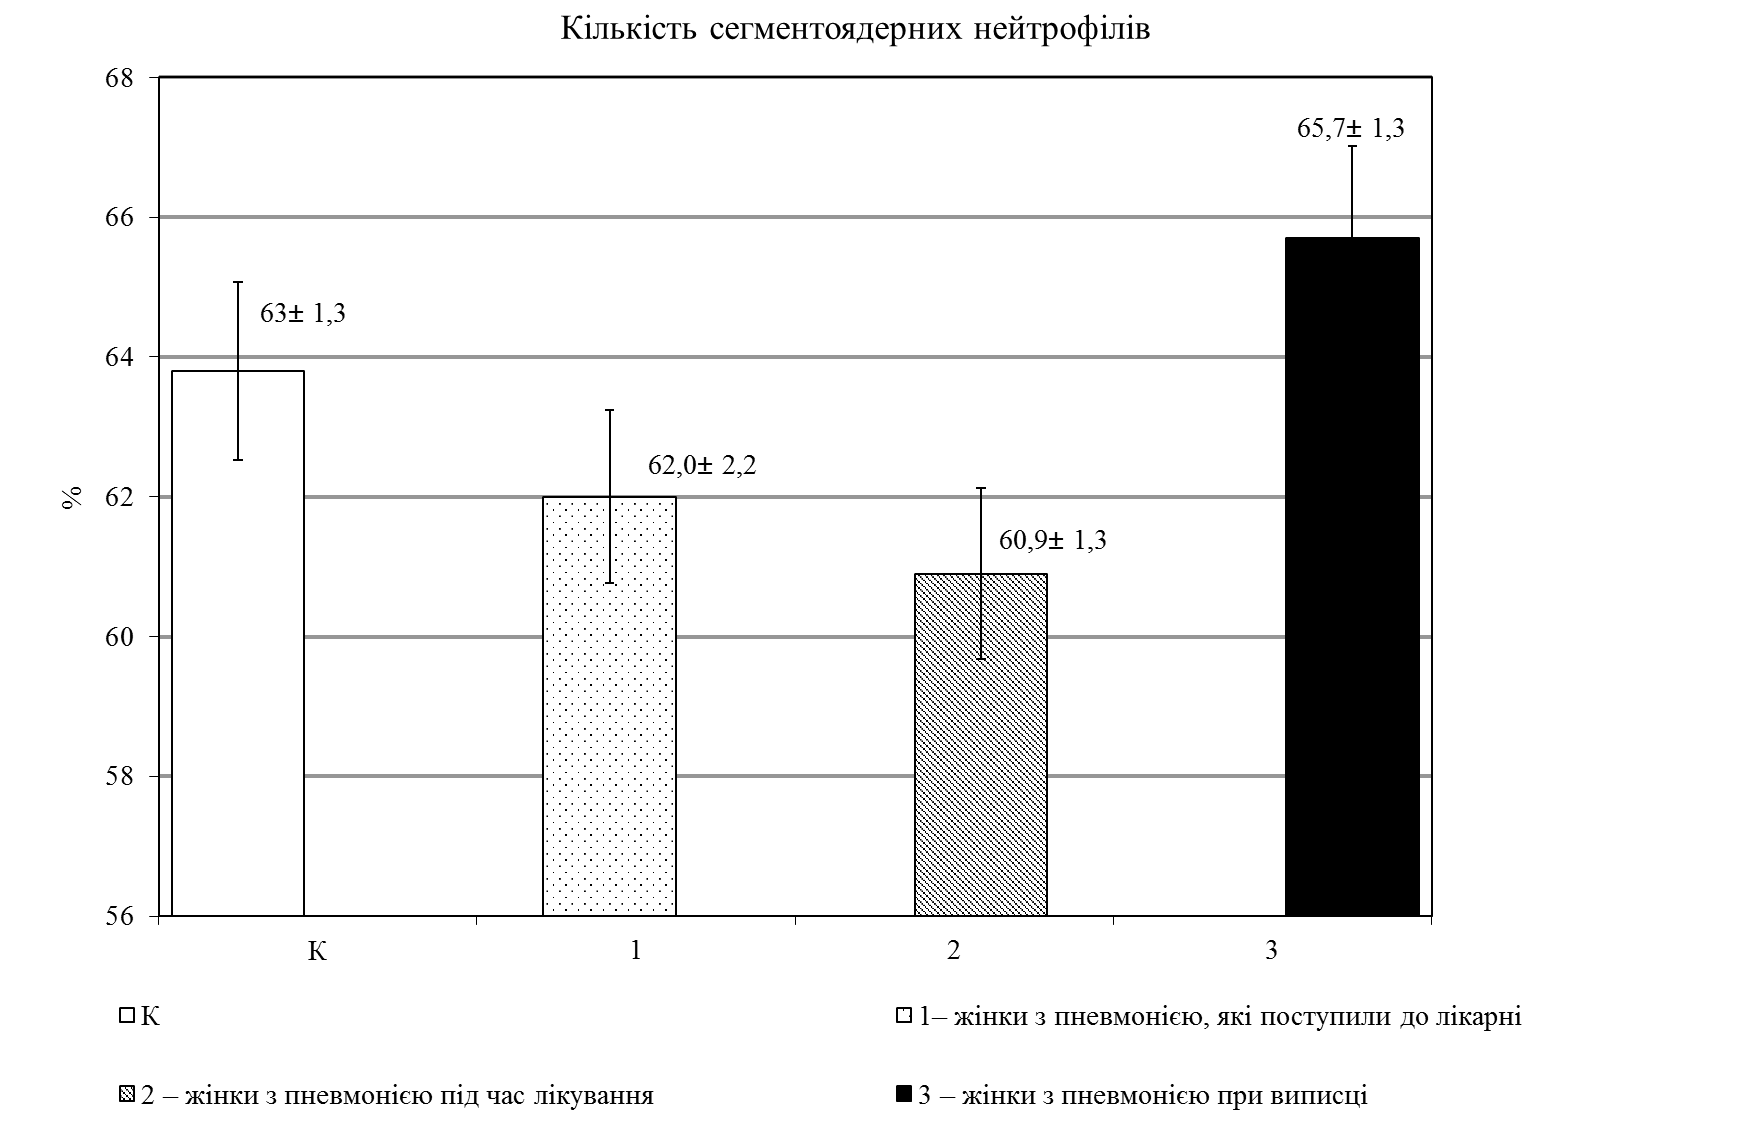 Кількість сегментоядерних нейтрофілів
68
65,7± 1,3
66
63± 1,3
64
62,0± 2,2
%
62
60,9± 1,3
60
58
56
К 1 2 3
К
1– жінки з пневмонією, які поступили до лікарні
2 – жінки з пневмонією під час лікування
3 – жінки з пневмонією при виписці